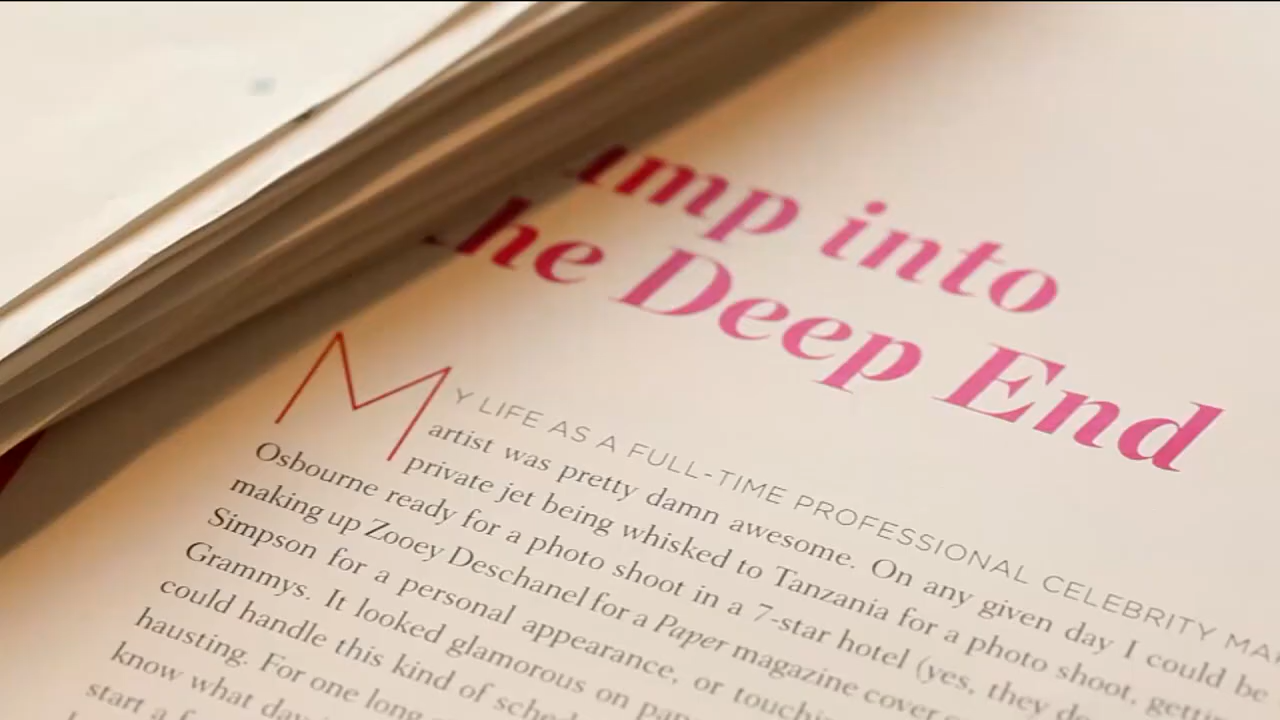 ump into
he Deep End
MY LIFE AS A FULL-TIME PROFESSIONAL CELEBRITY MA
artist was pretty damn awesome. On any given day I could be
private jet being whisked to Tanzania for a photo shoot, gettin
Osbourne ready for a photo shoot in a 7-star hotel (yes, they
making up Zooey Deschanel for a Paper magazine cover
Simpson for a personal appearance, or touchi
Grammys. It looked glamorous on pap
could handle this kind of sched
hausting. For one long
know what day
start a f